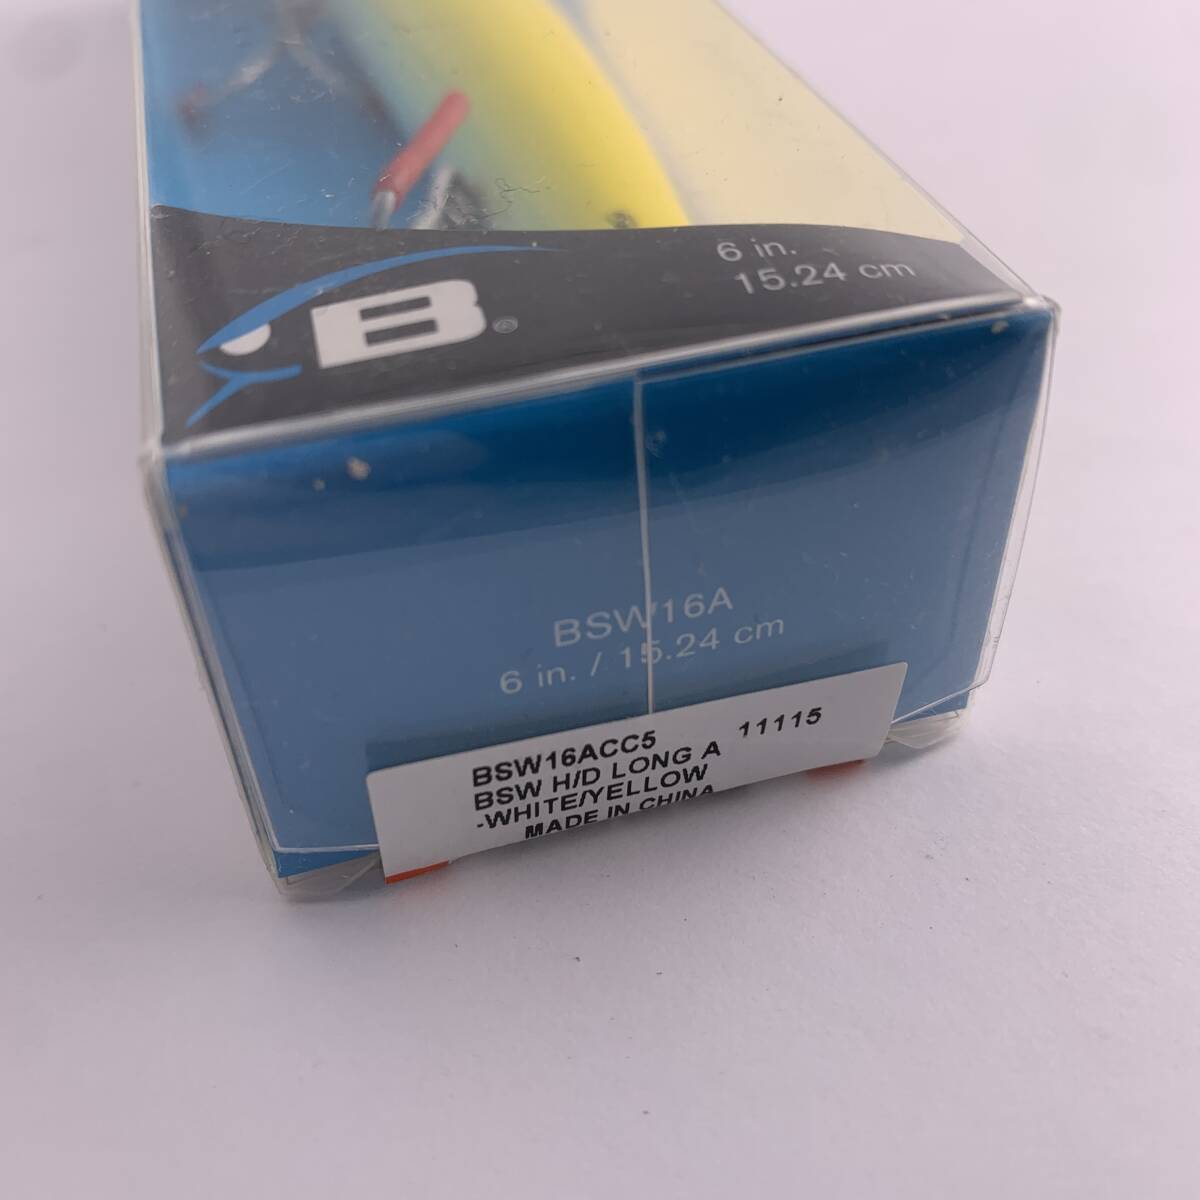 6 in.
15.24 cm
B®
BSW16A
6 in. / 15.24 cm
BSW16ACC5 11115
BSW H/D LONG A
-WHITE/YELLOW
MADE IN CHINA